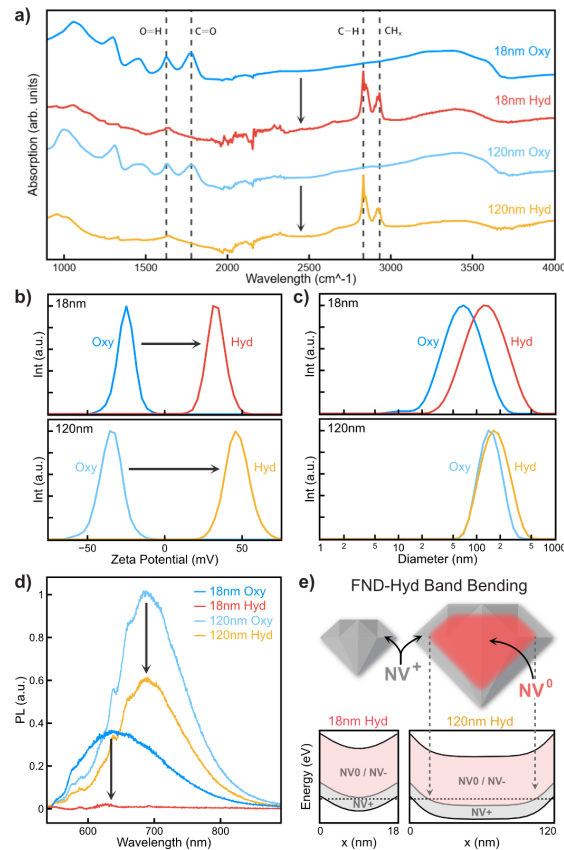 a)
O=H
C=O
C-H
CHx
18nm Oxy
18nm Hyd
120nm Oxy
120nm Hyd
Absorption (arb. units)
1000 1500 2000 2500 3000 3500 4000
Wavelength (cm^-1)
b)
18nm
Oxy
Hyd
Int (a.u.)
120nm
Oxy
Hyd
Int (a.u.)
−50 0 50
Zeta Potential (mV)
c)
18nm
Oxy
Hyd
Int (a.u.)
120nm
Oxy
Hyd
Int (a.u.)
1 2 5 10 2 5 100 2 5 1000
Diameter (nm)
d)
18nm Oxy
18nm Hyd
120nm Oxy
120nm Hyd
1
0.8
0.6
0.4
0.2
0
PL (a.u.)
600 700 800 900
Wavelength (nm)
e)
FND-Hyd Band Bending
NV+
NV0
18nm Hyd
120nm Hyd
Energy (eV)
NV0 / NV-
NV+
NV0 / NV-
NV+
0 18
x (nm)
0 120
x (nm)